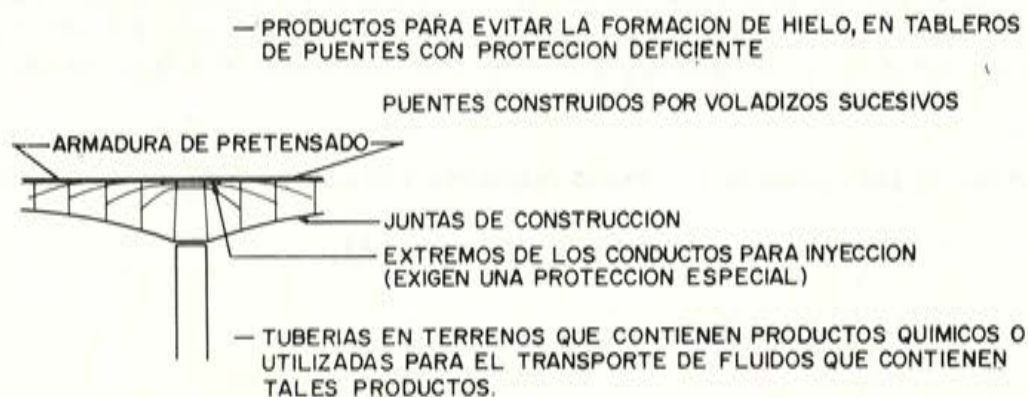 — PRODUCTOS PARA EVITAR LA FORMACION DE HIELO, EN TABLEROS
DE PUENTES CON PROTECCION DEFICIENTE
PUENTES CONSTRUIDOS POR VOLADIZOS SUCESIVOS
ARMADURA DE PRETENSADO
JUNTAS DE CONSTRUCCION
EXTREMOS DE LOS CONDUCTOS PARA INYECCION
(EXIGEN UNA PROTECCION ESPECIAL)
— TUBERIAS EN TERRENOS QUE CONTIENEN PRODUCTOS QUIMICOS O
UTILIZADAS PARA EL TRANSPORTE DE FLUIDOS QUE CONTIENEN
TALES PRODUCTOS.